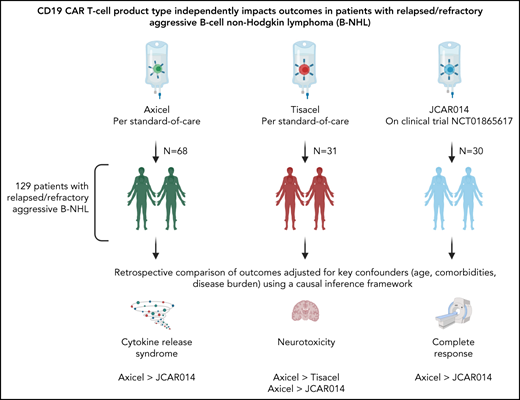 CD19 CAR T-cell product type independently impacts outcomes in patients with relapsed/refractory
aggressive B-cell non-Hodgkin lymphoma (B-NHL)
Axicel
Per standard-of-care
Tisacel
Per standard-of-care
JCAR014
On clinical trial NCT01865617
N=68
N=31
N=30
129 patients with
relapsed/refractory
aggressive B-NHL
Retrospective comparison of outcomes adjusted for key confounders (age, comorbidities,
disease burden) using a causal inference framework
Cytokine release
syndrome
Axicel > JCAR014
Neurotoxicity
Axicel > Tisacel
Axicel > JCAR014
Complete
response
Axicel > JCAR014